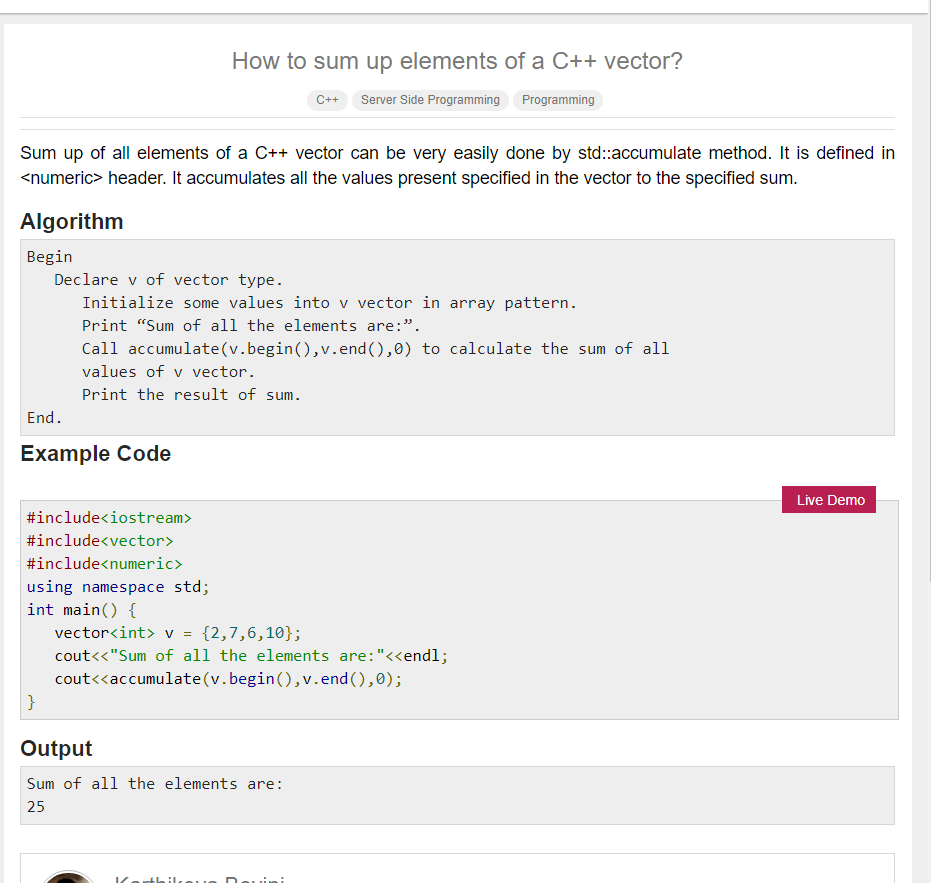 How to sum up elements of a C++ vector?
C++ Server Side Programming Programming
Sum up of all elements of a C++ vector can be very easily done by std::accumulate method. It is defined in
<numeric> header. It accumulates all the values present specified in the vector to the specified sum.
Algorithm
Begin
   Declare v of vector type.
      Initialize some values into v vector in array pattern.
      Print “Sum of all the elements are:”.
      Call accumulate(v.begin(),v.end(),0) to calculate the sum of all
      values of v vector.
      Print the result of sum.
End.
Example Code
Live Demo
#include<iostream>
#include<vector>
#include<numeric>
using namespace std;
int main() {
   vector<int> v = {2,7,6,10};
   cout<<"Sum of all the elements are:"<<endl;
   cout<<accumulate(v.begin(),v.end(),0);
}
Output
Sum of all the elements are:
25